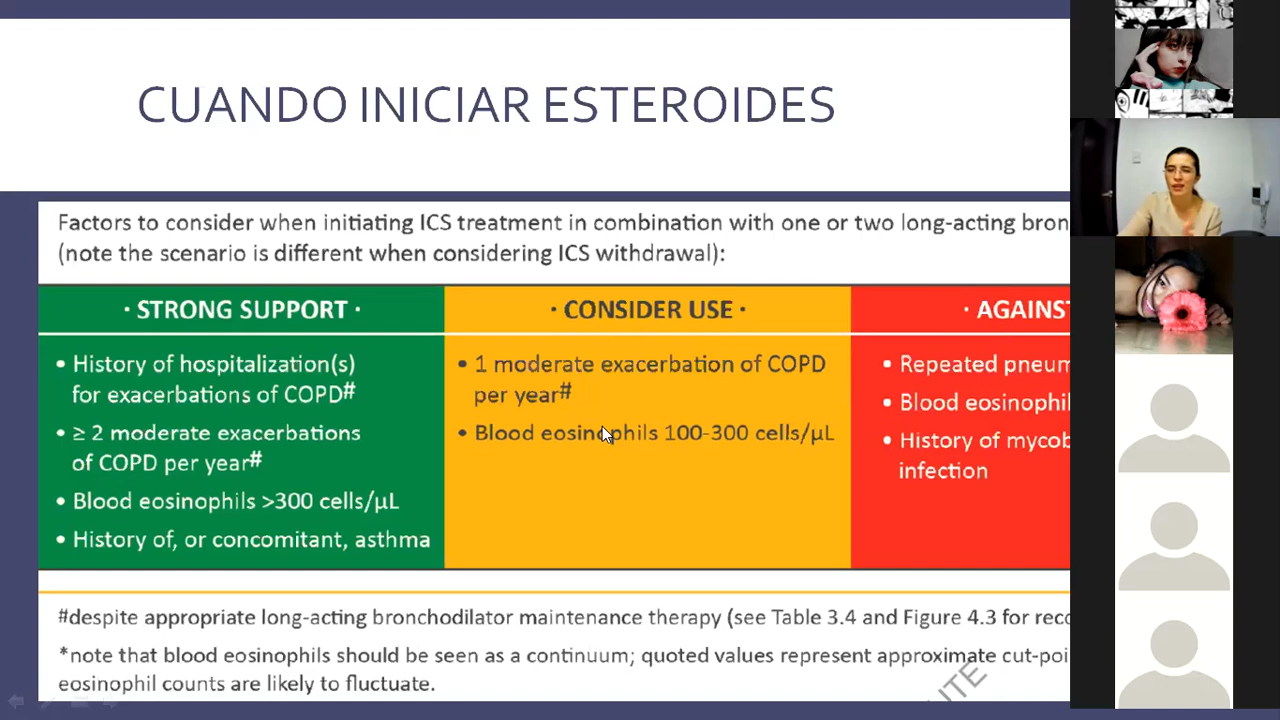 CUANDO INICIAR ESTEROIDES
Factors to consider when initiating ICS treatment in combination with one or two long-acting bron
(note the scenario is different when considering ICS withdrawal):
· STRONG SUPPORT ·
• History of hospitalization(s)
for exacerbations of COPD#
• ≥ 2 moderate exacerbations
of COPD per year#
• Blood eosinophils >300 cells/µL
• History of, or concomitant, asthma
· CONSIDER USE ·
• 1 moderate exacerbation of COPD
per year#
• Blood eosinophils 100-300 cells/µL
· AGAINST
• Repeated pneum
• Blood eosinophil
• History of mycob
infection
#despite appropriate long-acting bronchodilator maintenance therapy (see Table 3.4 and Figure 4.3 for reco
*note that blood eosinophils should be seen as a continuum; quoted values represent approximate cut-poi
eosinophil counts are likely to fluctuate.